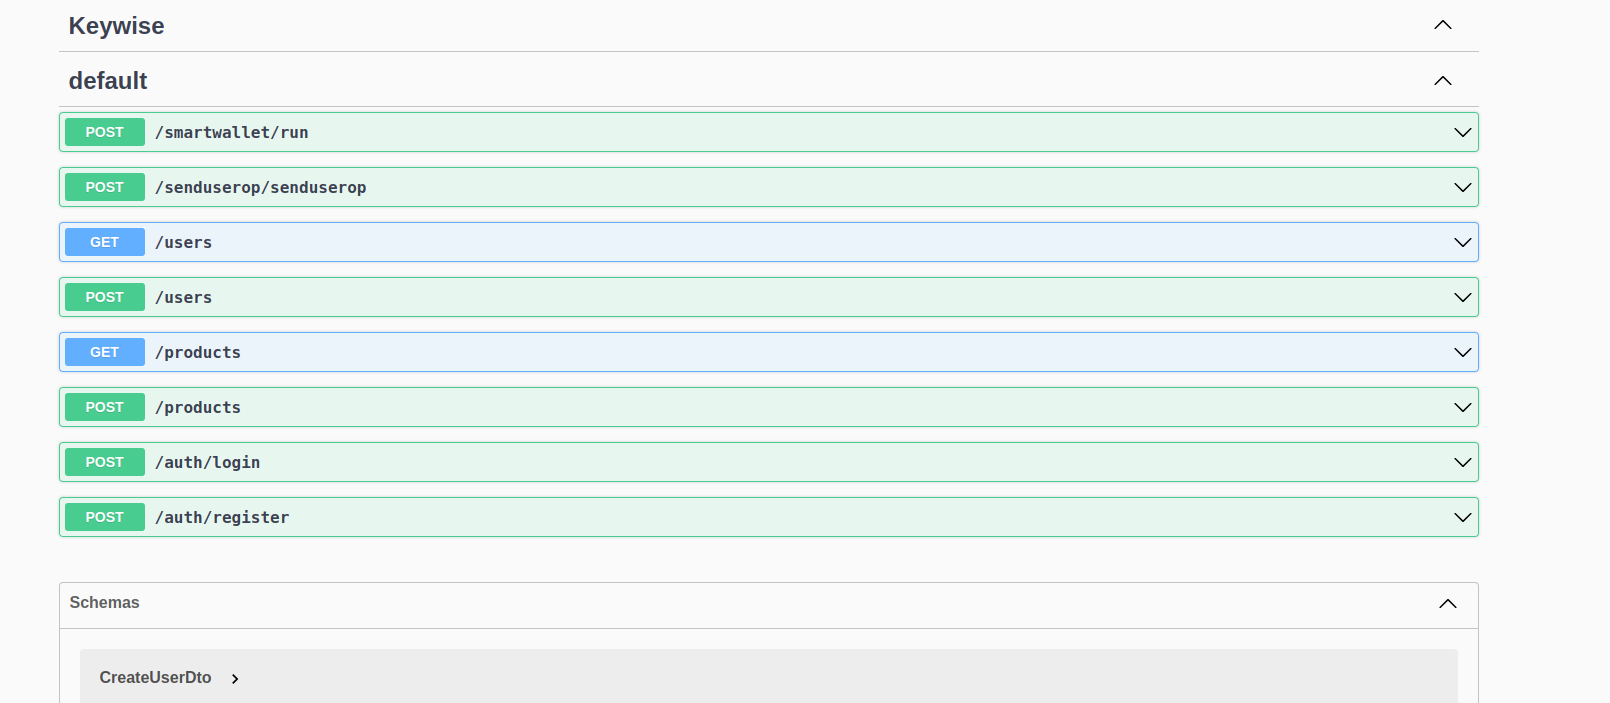 Keywise
default
POST /smartwallet/run
POST /senduserop/senduserop
GET /users
POST /users
GET /products
POST /products
POST /auth/login
POST /auth/register
Schemas
CreateUserDto